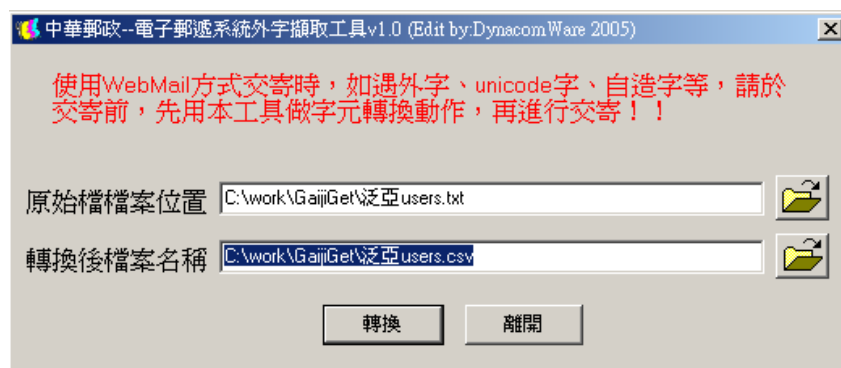 中華郵政--電子郵遞系統外字擷取工具v1.0 (Edit by:DynacomWare 2005)
使用WebMail方式交寄時，如遇外字、unicode字、自造字等，請於
交寄前，先用本工具做字元轉換動作，再進行交寄！！
原始檔檔案位置 C:\work\GaijiGet\泛亞users.txt
轉換後檔案名稱 C:\work\GaijiGet\泛亞users.csv
轉換 離開